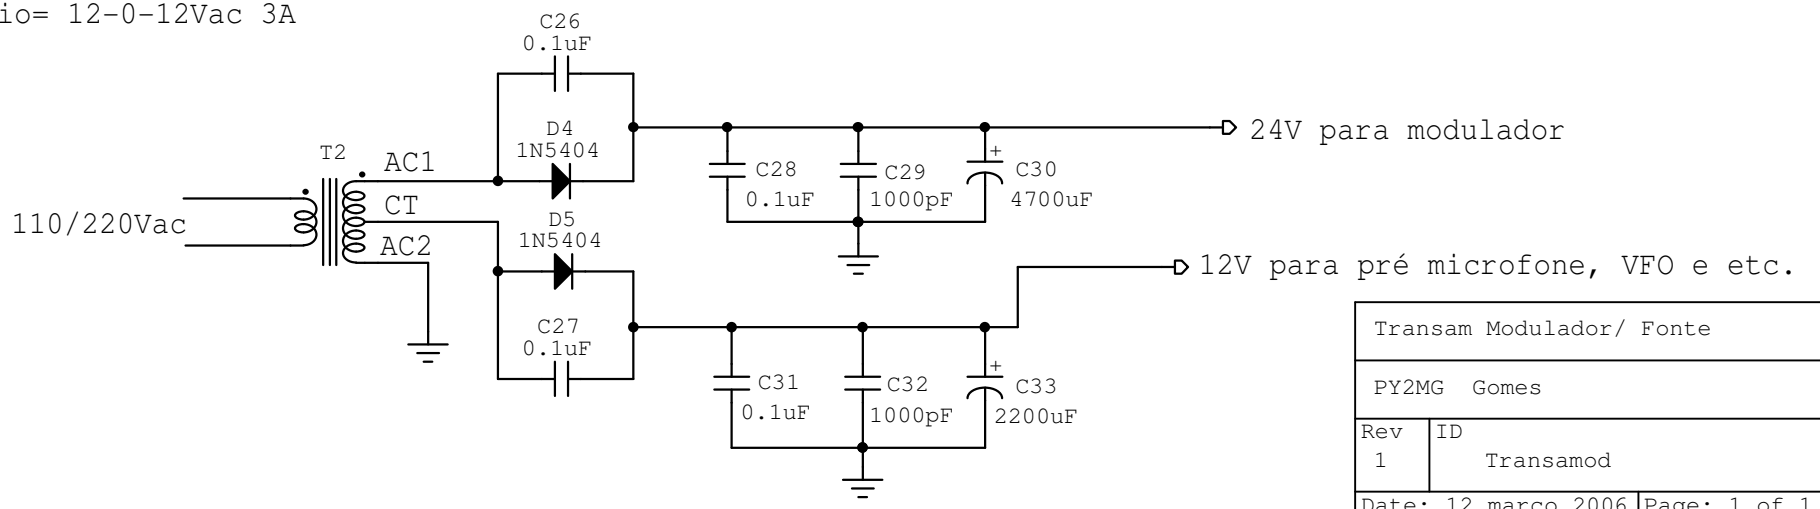 io= 12-0-12Vac 3A
C26
0.1uF
D4
1N5404
24V para modulador
T2
AC1
C28
0.1uF
C29
1000pF
+
C30
4700uF
110/220Vac
CT
AC2
D5
1N5404
12V para pré microfone, VFO e etc.
C27
0.1uF
C31
0.1uF
C32
1000pF
+
C33
2200uF
Transam Modulador/ Fonte
PY2MG Gomes
Rev
1
ID
Transamod
Date: 12 março 2006
Page: 1 of 1